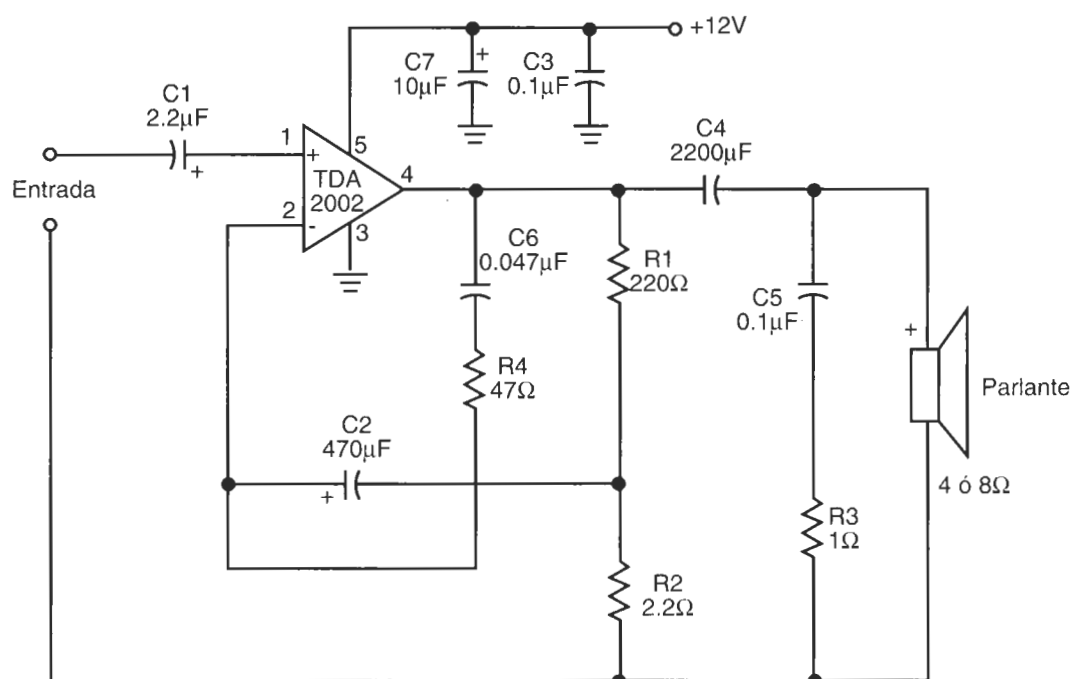 +12V
C7
+
10µF
C3
0.1µF
C1
2.2µF
+
1
+
5
TDA
2002
4
2
-
3
Entrada
C4
2200µF
C6
0.047µF
R1
220Ω
C5
0.1µF
+
Parlante
4 ó 8Ω
R4
47Ω
C2
470µF
+
R3
1Ω
R2
2.2Ω